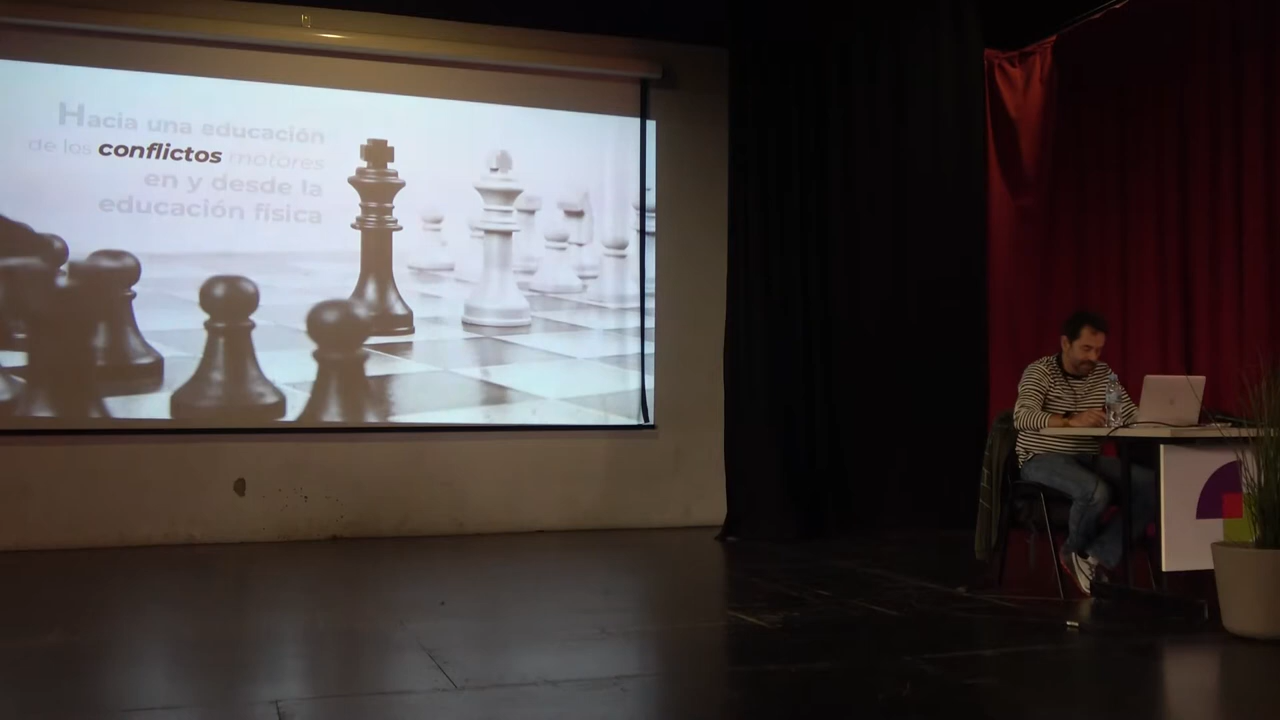 Hacia una educación
de los conflictos motores
en y desde la
educación física